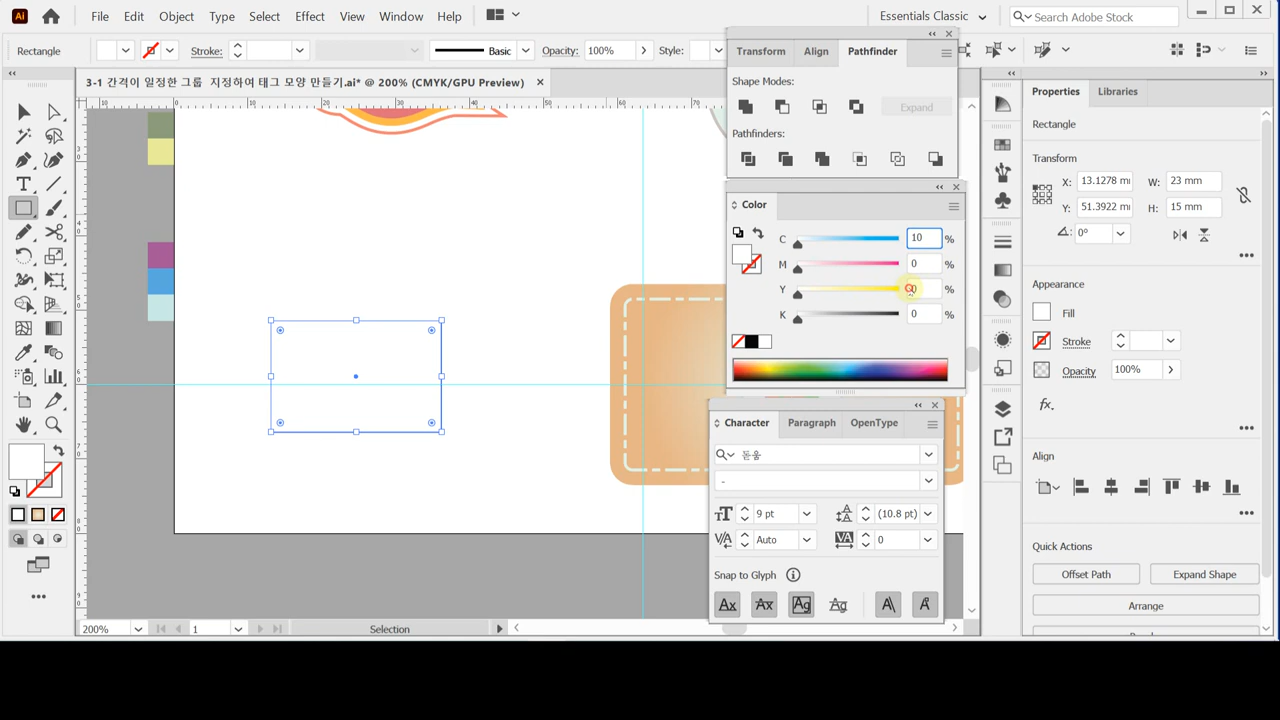 Ai File Edit Object Type Select Effect View Window Help Essentials Classic Search Adobe Stock
Rectangle Stroke: Basic Opacity: 100% Style:
3-1 간격이 일정한 그룹 지정하여 태그 모양 만들기.ai* @ 200% (CMYK/GPU Preview)
Transform Align Pathfinder
Shape Modes:
Expand
Pathfinders:
Color
C 10 %
M 0 %
Y 0 %
K 0 %
Character Paragraph OpenType
돋움
-
9 pt (10.8 pt)
Auto 0
Snap to Glyph
Properties Libraries
Rectangle
Transform
X: 13.1278 m W: 23 mm
Y: 51.3922 m H: 15 mm
0°
Appearance
Fill
Stroke
Opacity 100%
fx.
Align
Quick Actions
Offset Path Expand Shape
Arrange
200% 1 Selection